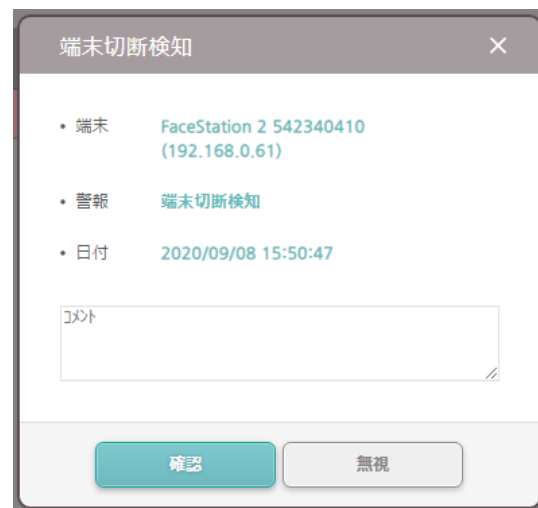 端末切断検知
• 端末 FaceStation 2 542340410
(192.168.0.61)
• 警報 端末切断検知
• 日付 2020/09/08 15:50:47
コメント
確認 無視